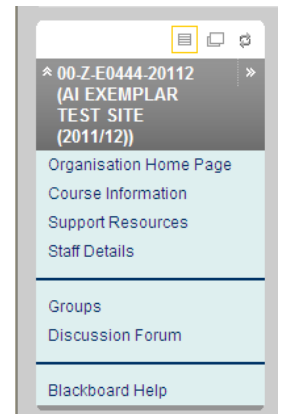 00-Z-E0444-20112
(AI EXEMPLAR
TEST SITE
(2011/12))
Organisation Home Page
Course Information
Support Resources
Staff Details
Groups
Discussion Forum
Blackboard Help